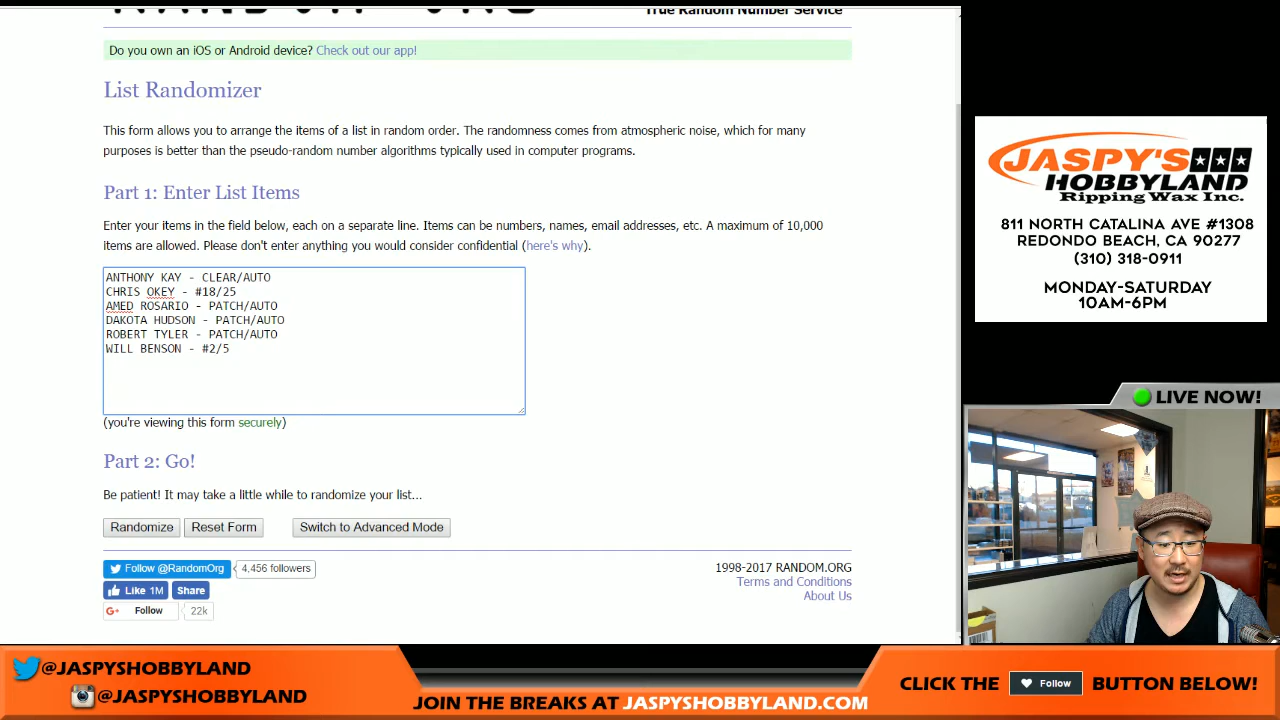 RANDOM.ORG
True Random Number Service
Do you own an iOS or Android device? Check out our app!
List Randomizer
This form allows you to arrange the items of a list in random order. The randomness comes from atmospheric noise, which for many
purposes is better than the pseudo-random number algorithms typically used in computer programs.
Part 1: Enter List Items
Enter your items in the field below, each on a separate line. Items can be numbers, names, email addresses, etc. A maximum of 10,000
items are allowed. Please don't enter anything you would consider confidential (here's why).
ANTHONY KAY - CLEAR/AUTO
CHRIS OKEY - #18/25
AMED ROSARIO - PATCH/AUTO
DAKOTA HUDSON - PATCH/AUTO
ROBERT TYLER - PATCH/AUTO
WILL BENSON - #2/5
(you're viewing this form securely)
Part 2: Go!
Be patient! It may take a little while to randomize your list...
Randomize
Reset Form
Switch to Advanced Mode
Follow @RandomOrg
4,456 followers
Like 1M
Share
G+ Follow
22k
1998-2017 RANDOM.ORG
Terms and Conditions
About Us
JASPY'S
HOBBYLAND
Ripping Wax Inc.
811 NORTH CATALINA AVE #1308
REDONDO BEACH, CA 90277
(310) 318-0911
MONDAY-SATURDAY
10AM-6PM
LIVE NOW!
@JASPYSHOBBYLAND
@JASPYSHOBBYLAND
JOIN THE BREAKS AT JASPYSHOBBYLAND.COM
CLICK THE
Follow
BUTTON BELOW!